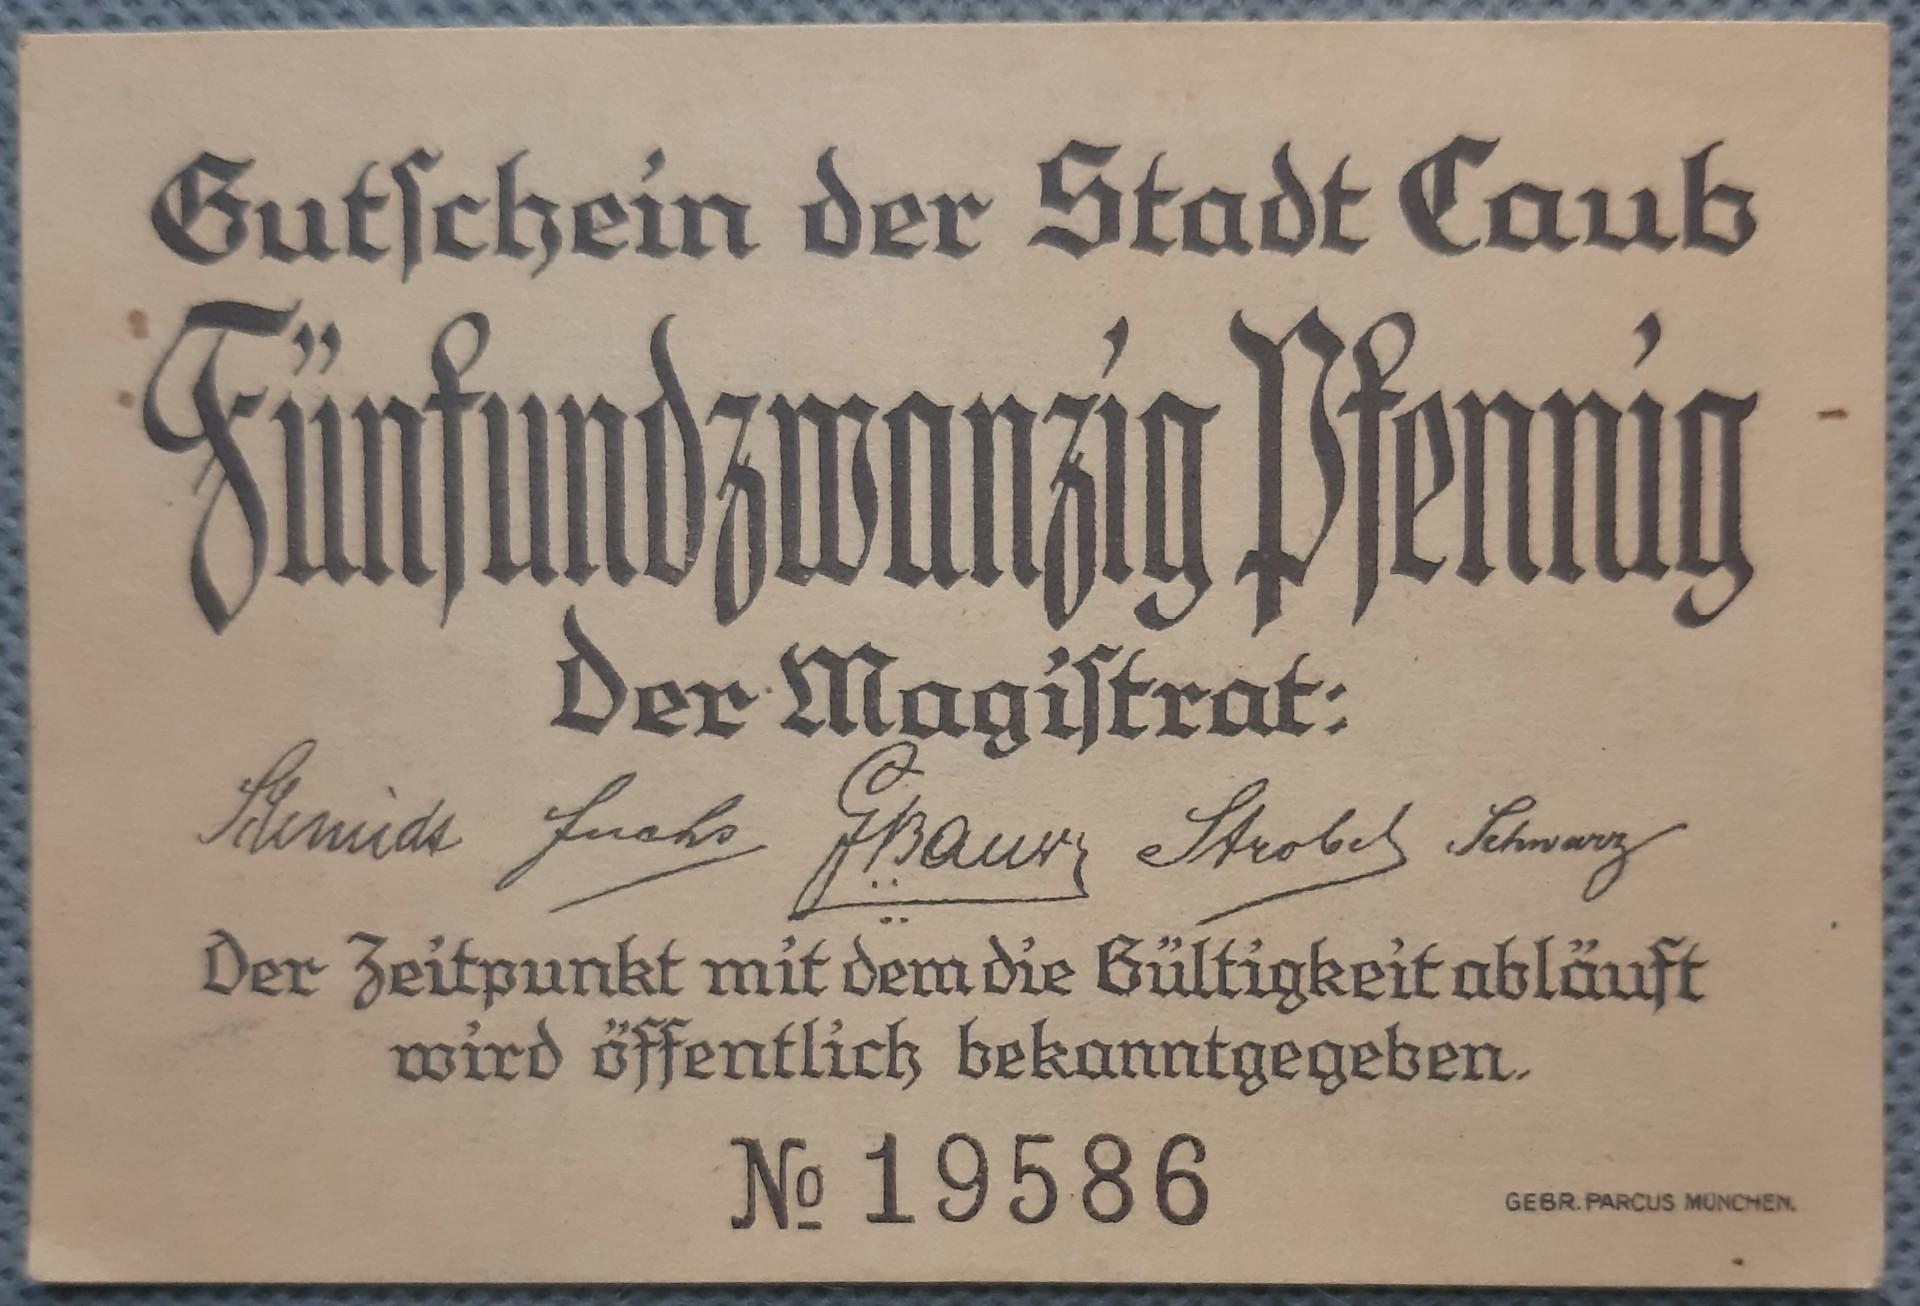 Gutschein der Stadt Caub
Fünfundzwanzig Pfennig
Der Magistrat:
Schmidt Fuchs G Bauer Strobel Schwarz
Der Zeitpunkt mit dem die Gültigkeit abläuft
wird öffentlich bekanntgegeben.
№ 19586
GEBR. PARCUS MÜNCHEN.